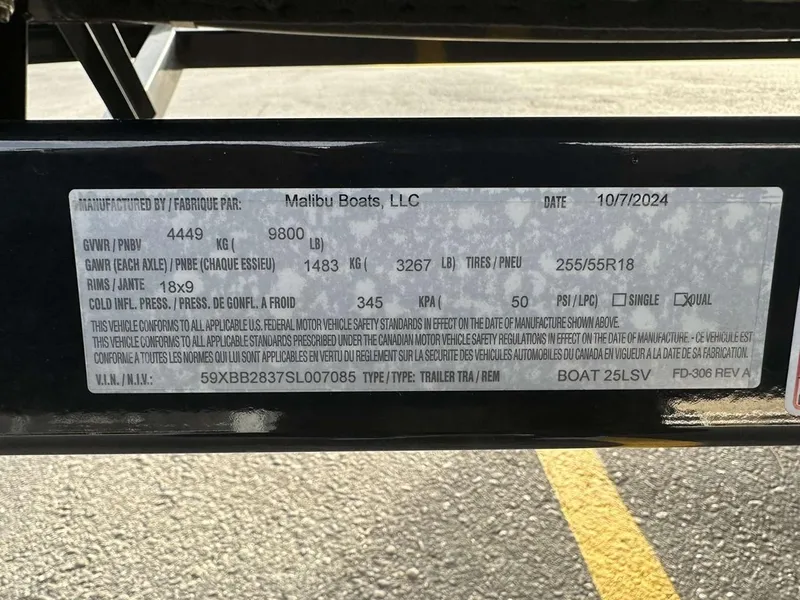 MANUFACTURED BY / FABRIQUE PAR: Malibu Boats, LLC DATE 10/7/2024
GVWR / PNBV 4449 KG ( 9800 LB)
GAWR (EACH AXLE) / PNBE (CHAQUE ESSIEU) 1483 KG ( 3267 LB) TIRES / PNEU 255/55R18
RIMS / JANTE 18x9
COLD INFL. PRESS. / PRESS. DE GONFL. A FROID 345 KPA ( 50 PSI / LPC) SINGLE X DUAL
THIS VEHICLE CONFORMS TO ALL APPLICABLE U.S. FEDERAL MOTOR VEHICLE SAFETY STANDARDS IN EFFECT ON THE DATE OF MANUFACTURE SHOWN ABOVE.
THIS VEHICLE CONFORMS TO ALL APPLICABLE STANDARDS PRESCRIBED UNDER THE CANADIAN MOTOR VEHICLE SAFETY REGULATIONS IN EFFECT ON THE DATE OF MANUFACTURE. - CE VEHICULE EST
CONFORME A TOUTES LES NORMES QUI LUI SONT APPLICABLES EN VERTU DU REGLEMENT SUR LA SECURITE DES VEHICULES AUTOMOBILES DU CANADA EN VIGUEUR A LA DATE DE SA FABRICATION.
V.I.N. / N.I.V.: 59XBB2837SL007085 TYPE / TYPE: TRAILER TRA / REM BOAT 25LSV FD-306 REV A